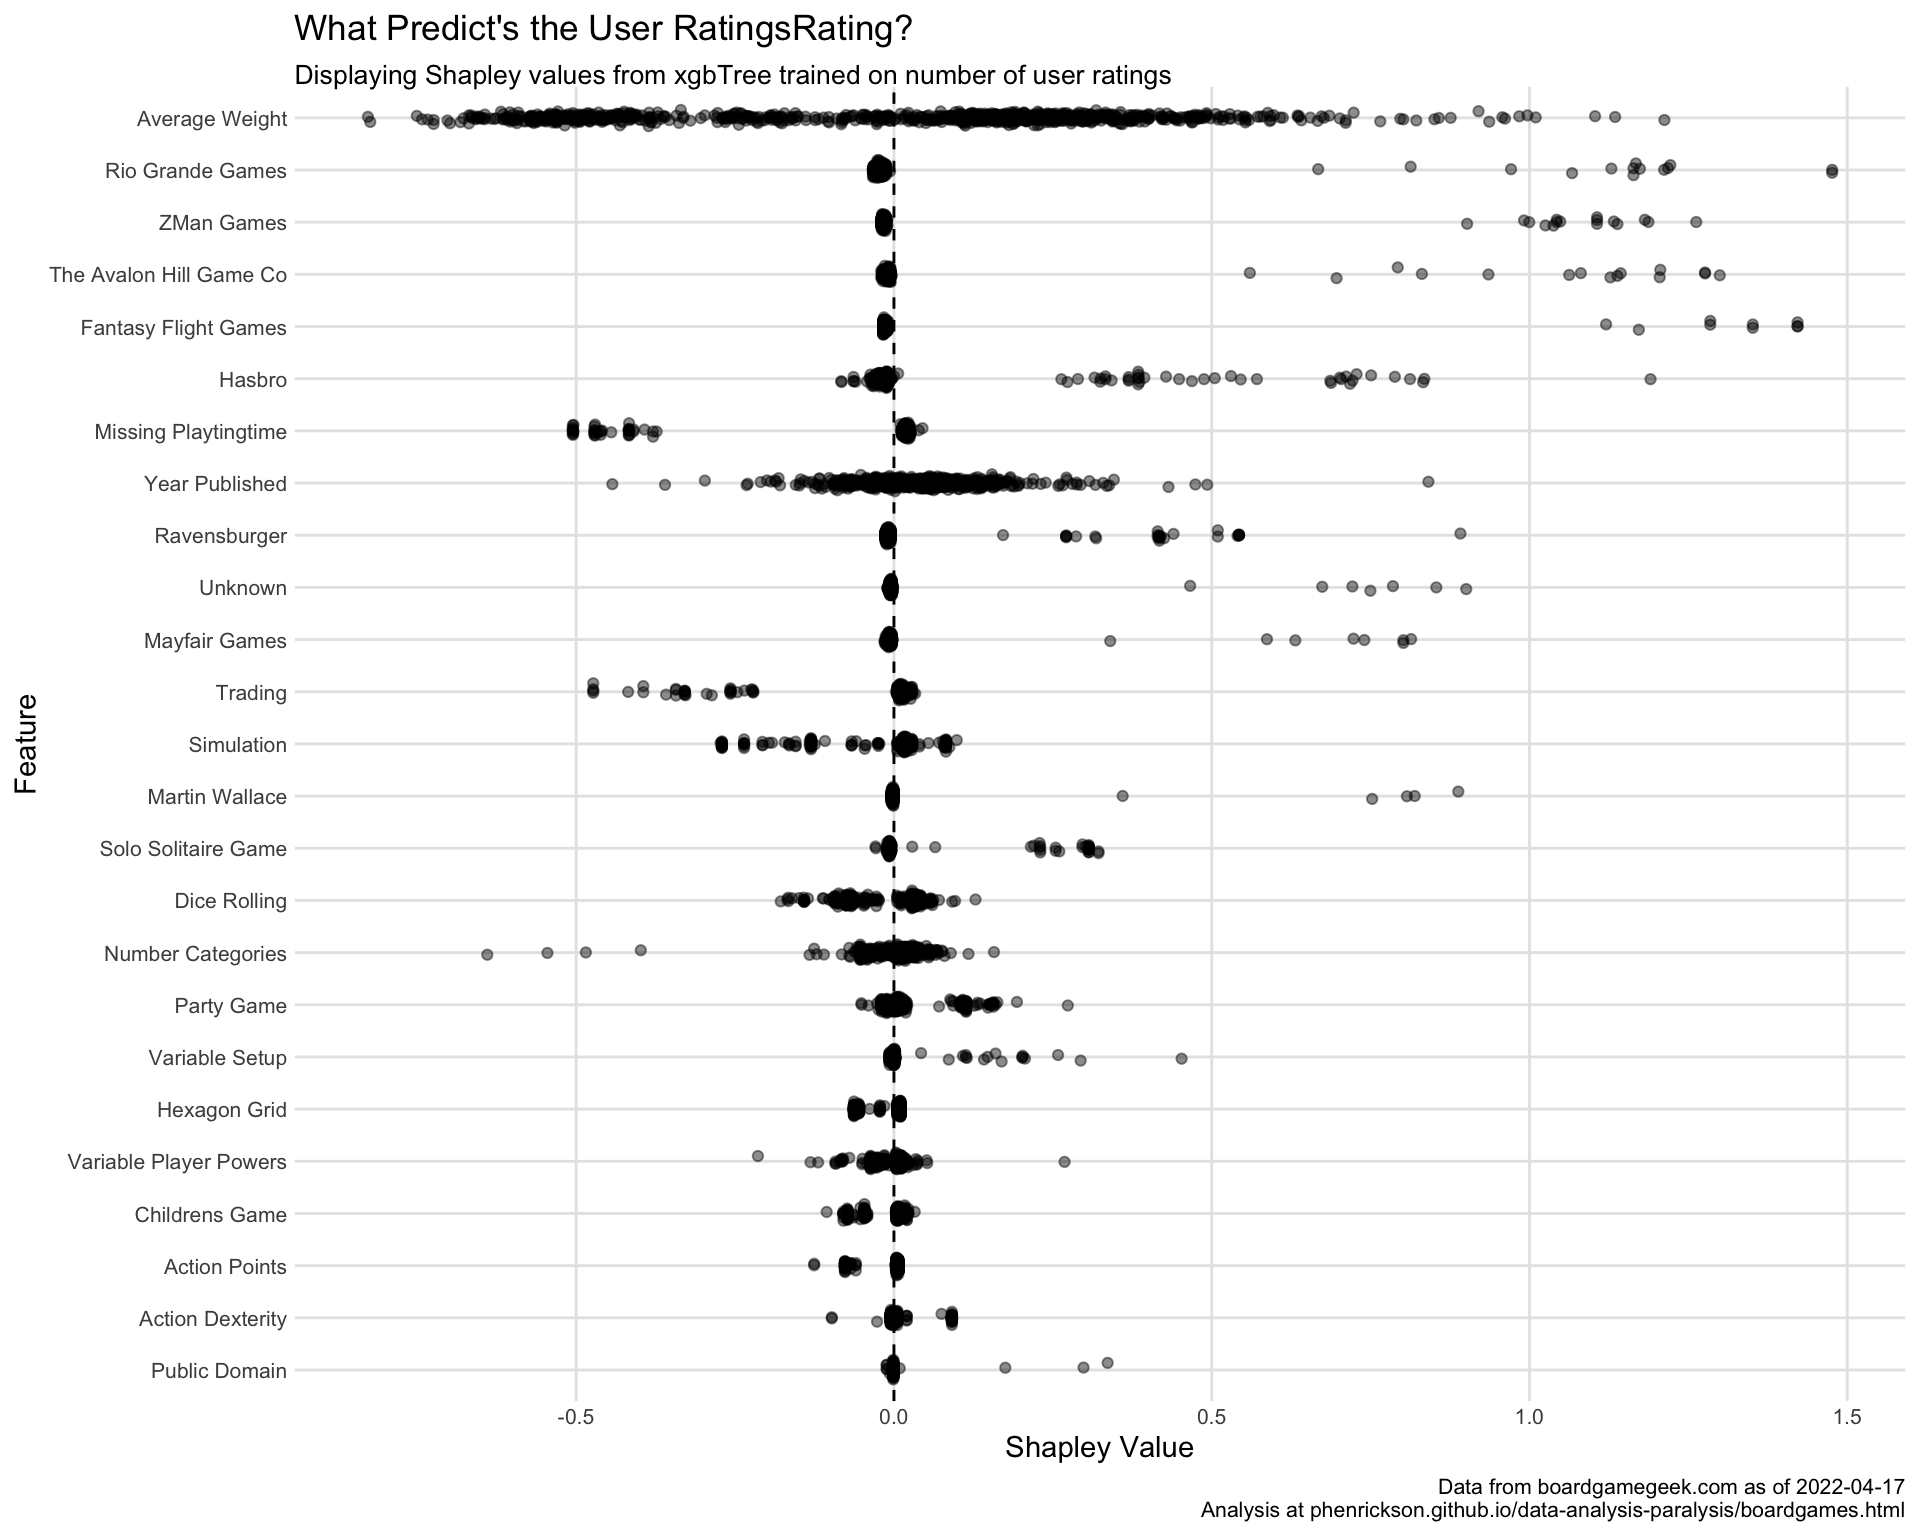 What Predict's the User RatingsRating?
Displaying Shapley values from xgbTree trained on number of user ratings
Average Weight
Rio Grande Games
ZMan Games
The Avalon Hill Game Co
Fantasy Flight Games
Hasbro
Missing Playtingtime
Year Published
Ravensburger
Unknown
Mayfair Games
Trading
Simulation
Martin Wallace
Solo Solitaire Game
Dice Rolling
Number Categories
Party Game
Variable Setup
Hexagon Grid
Variable Player Powers
Childrens Game
Action Points
Action Dexterity
Public Domain
Feature
-0.5 0.0 0.5 1.0 1.5
Shapley Value
Data from boardgamegeek.com as of 2022-04-17
Analysis at phenrickson.github.io/data-analysis-paralysis/boardgames.html